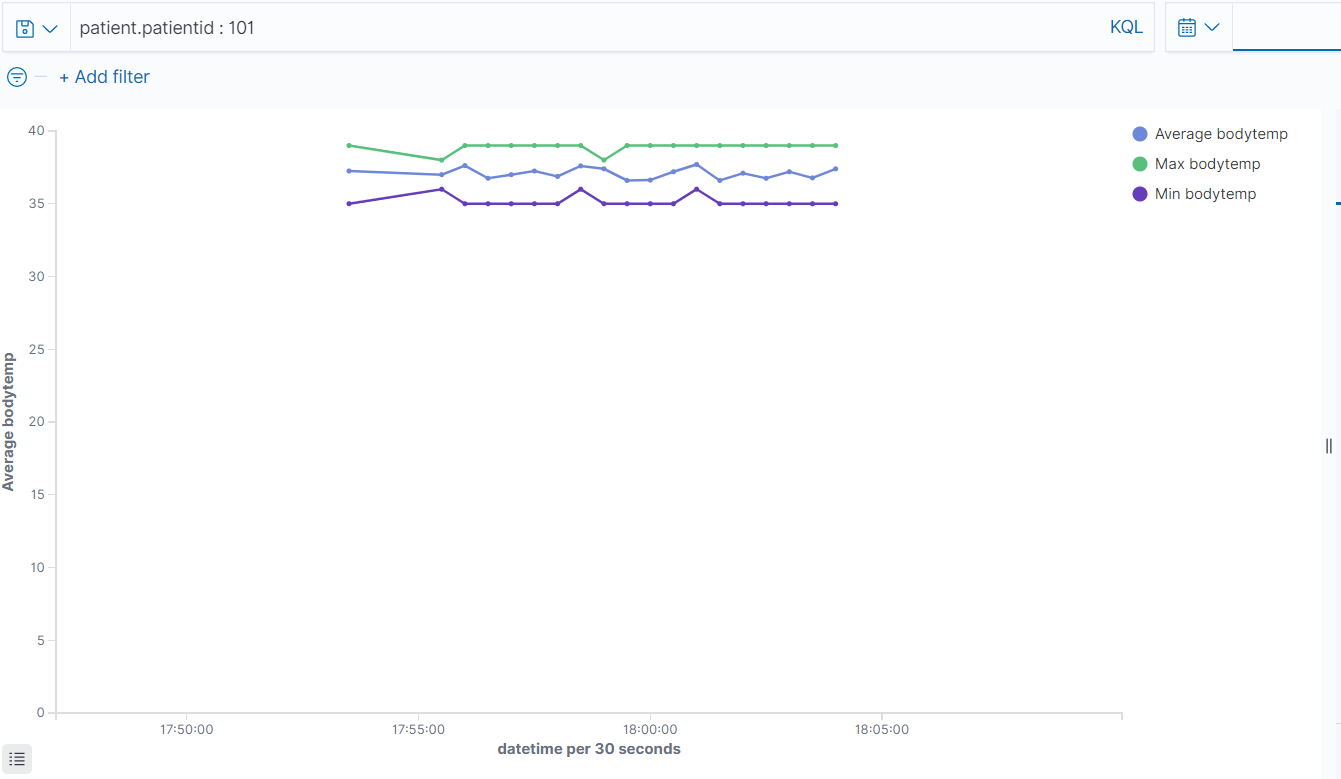 patient.patientid : 101
KQL
+ Add filter
Average bodytemp
Max bodytemp
Min bodytemp
40
35
30
25
20
15
10
5
0
Average bodytemp
17:50:00
17:55:00
18:00:00
18:05:00
datetime per 30 seconds